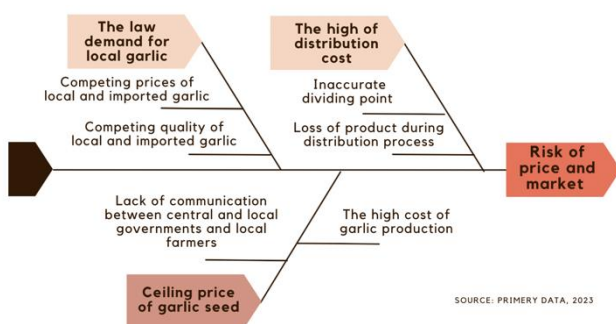 The law
demand for
local garlic
The high of
distribution
cost
Competing prices of
local and imported garlic
Inaccurate
dividing point
Competing quality of
local and imported garlic
Loss of product during
distribution process
Risk of
price and
market
Lack of communication
between central and local
governments and local
farmers
The high cost of
garlic production
Ceiling price
of garlic seed
SOURCE: PRIMERY DATA, 2023